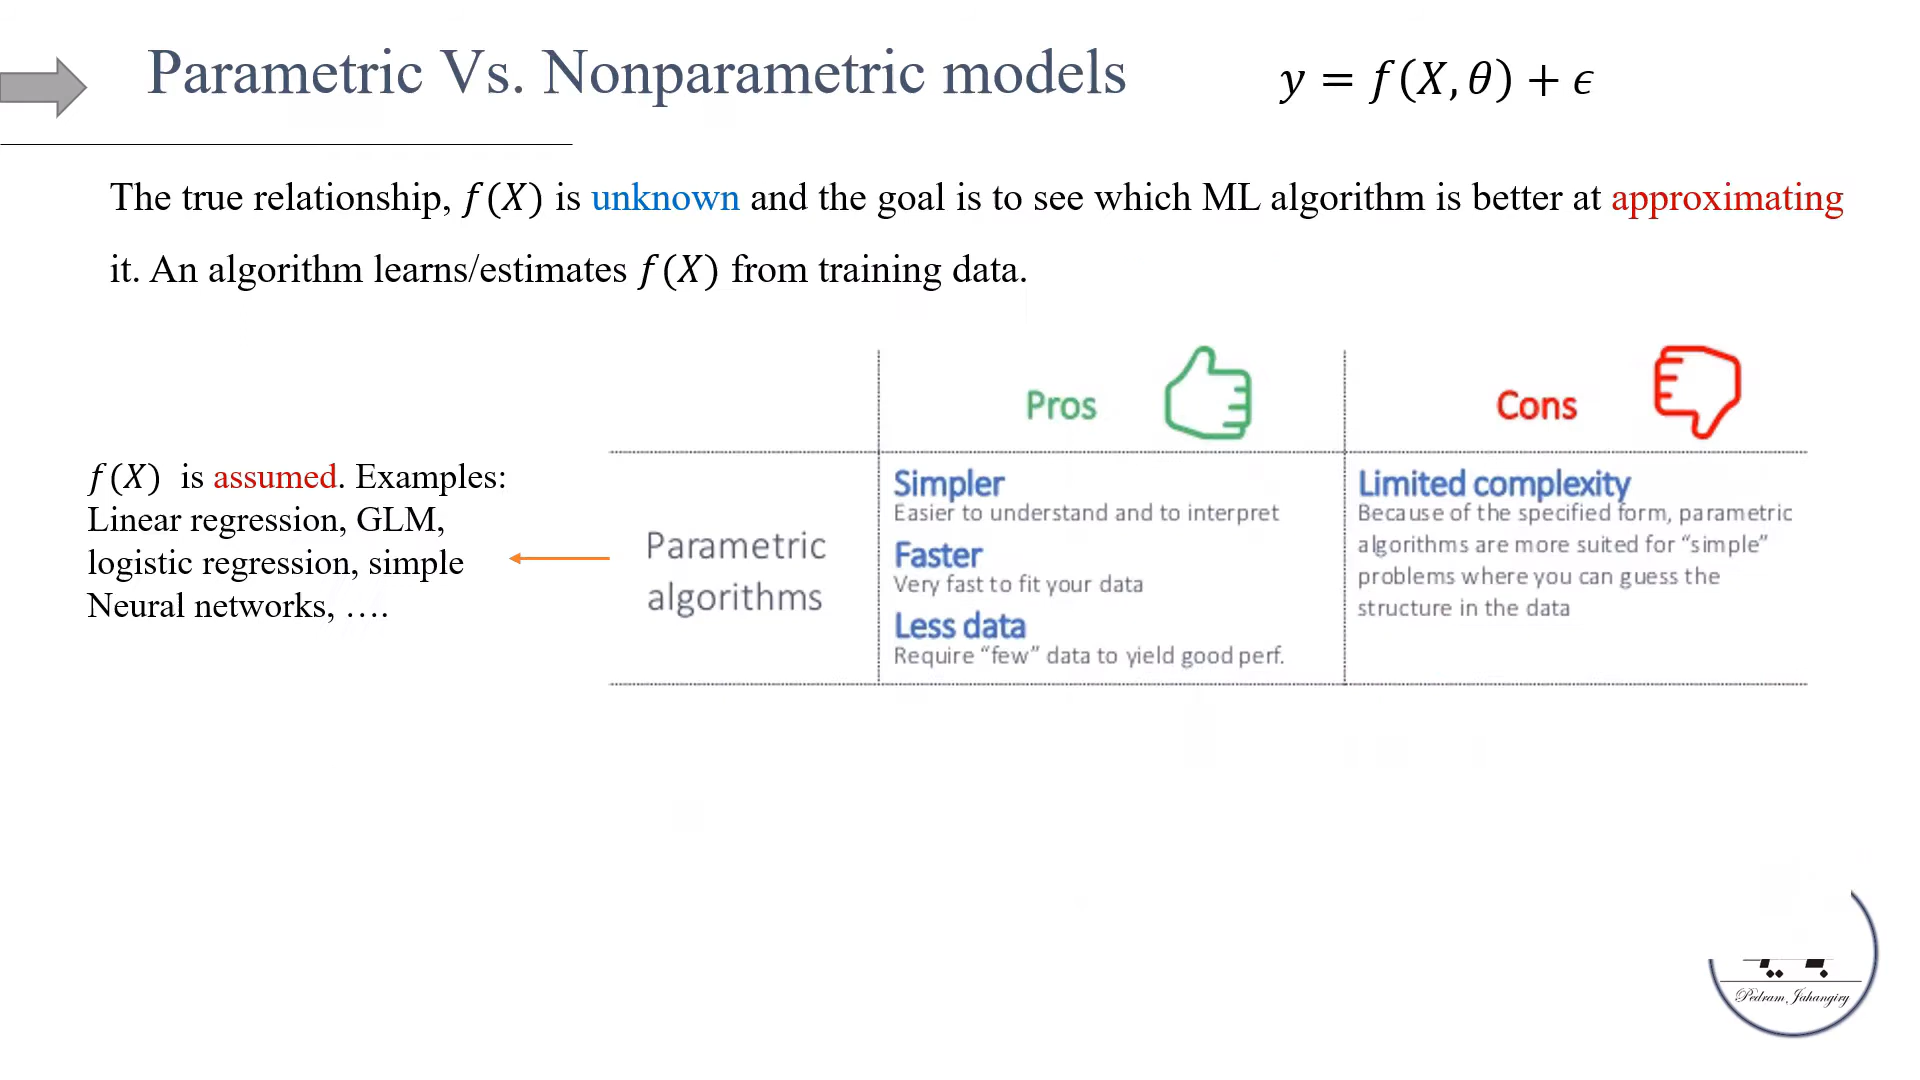 Parametric Vs. Nonparametric models
y = f(X, θ) + ϵ
The true relationship, f(X) is unknown and the goal is to see which ML algorithm is better at approximating
it. An algorithm learns/estimates f(X) from training data.
Pros
Cons
f(X) is assumed. Examples:
Linear regression, GLM,
logistic regression, simple
Neural networks, ….
Parametric
algorithms
Simpler
Easier to understand and to interpret
Faster
Very fast to fit your data
Less data
Require “few” data to yield good perf.
Limited complexity
Because of the specified form, parametric
algorithms are more suited for “simple”
problems where you can guess the
structure in the data
Pedram Jahangiry